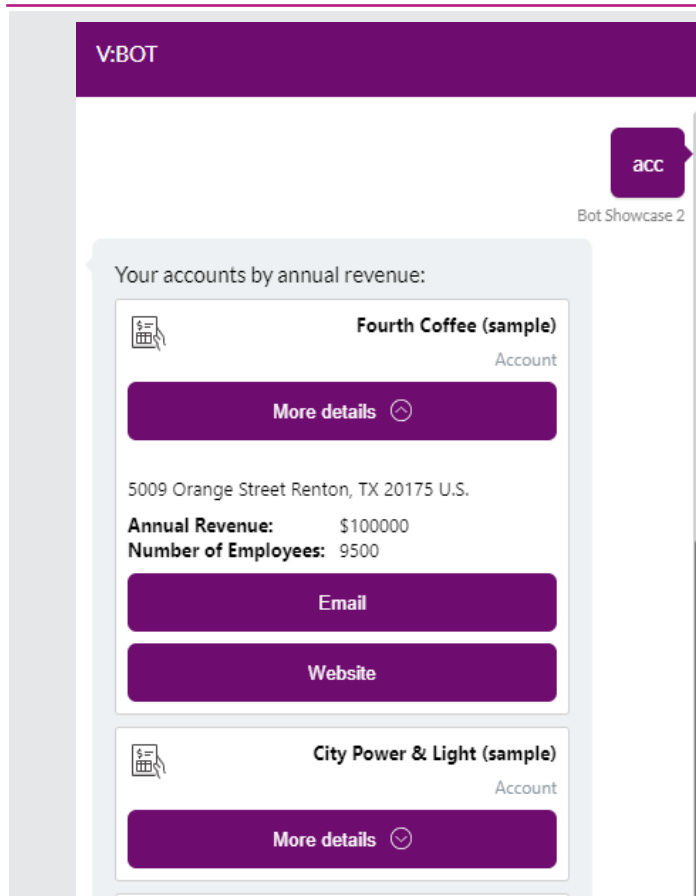 V:BOT
acc
Bot Showcase 2
Your accounts by annual revenue:
Fourth Coffee (sample)
Account
More details
5009 Orange Street Renton, TX 20175 U.S.
Annual Revenue: $100000
Number of Employees: 9500
Email
Website
City Power & Light (sample)
Account
More details